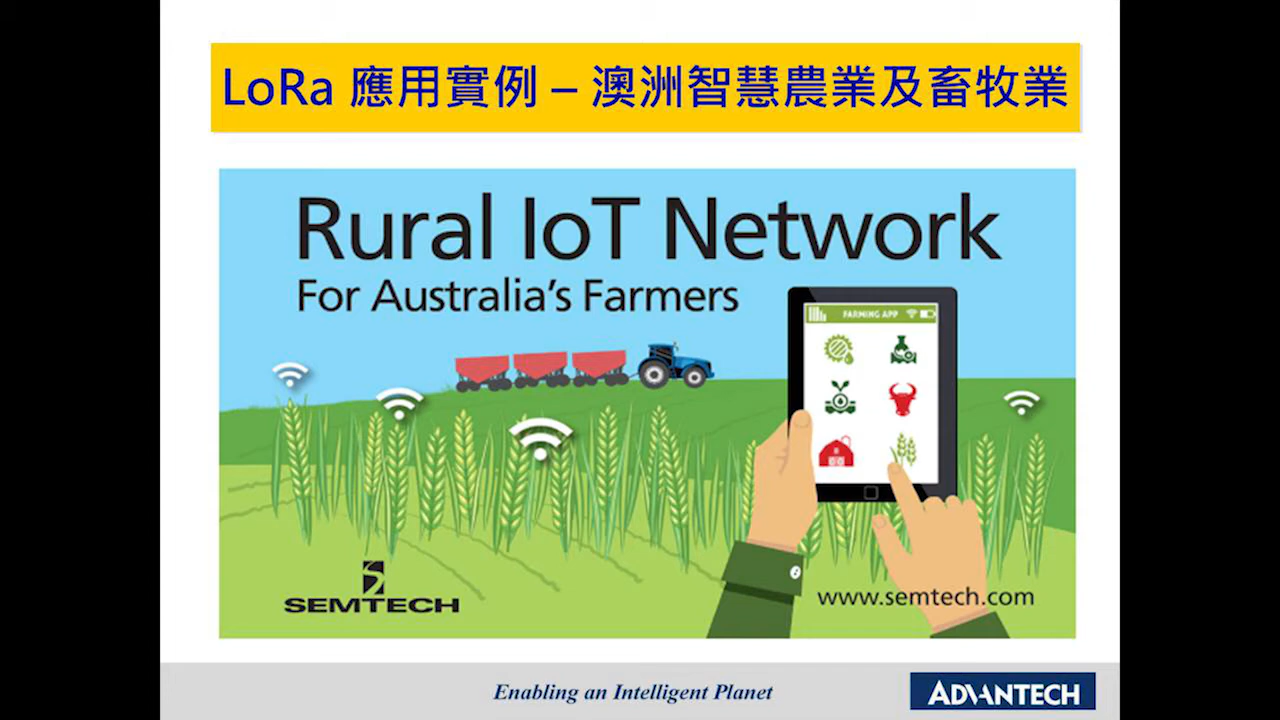 LoRa 應用實例 – 澳洲智慧農業及畜牧業
Rural IoT Network
For Australia's Farmers
FARMING APP
SEMTECH
www.semtech.com
Enabling an Intelligent Planet
ADVANTECH